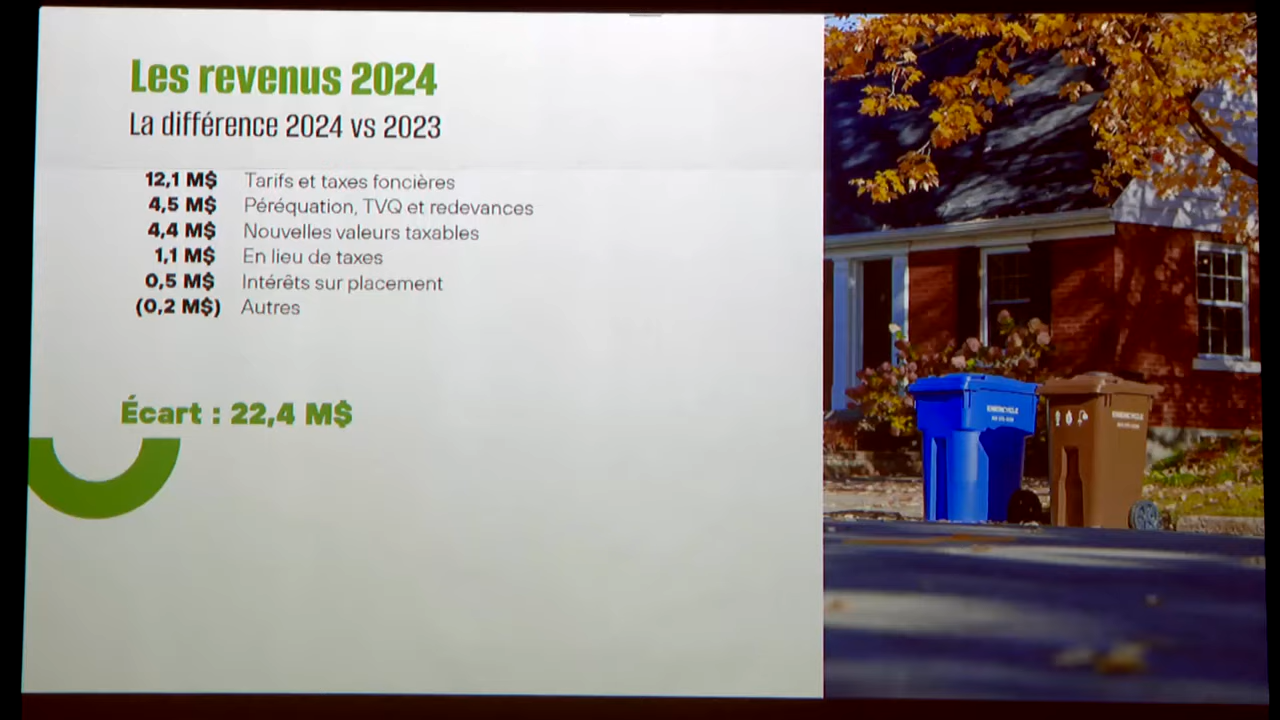 Les revenus 2024
La différence 2024 vs 2023
12,1 M$ Tarifs et taxes foncières
4,5 M$ Péréquation, TVQ et redevances
4,4 M$ Nouvelles valeurs taxables
1,1 M$ En lieu de taxes
0,5 M$ Intérêts sur placement
(0,2 M$) Autres
Écart : 22,4 M$